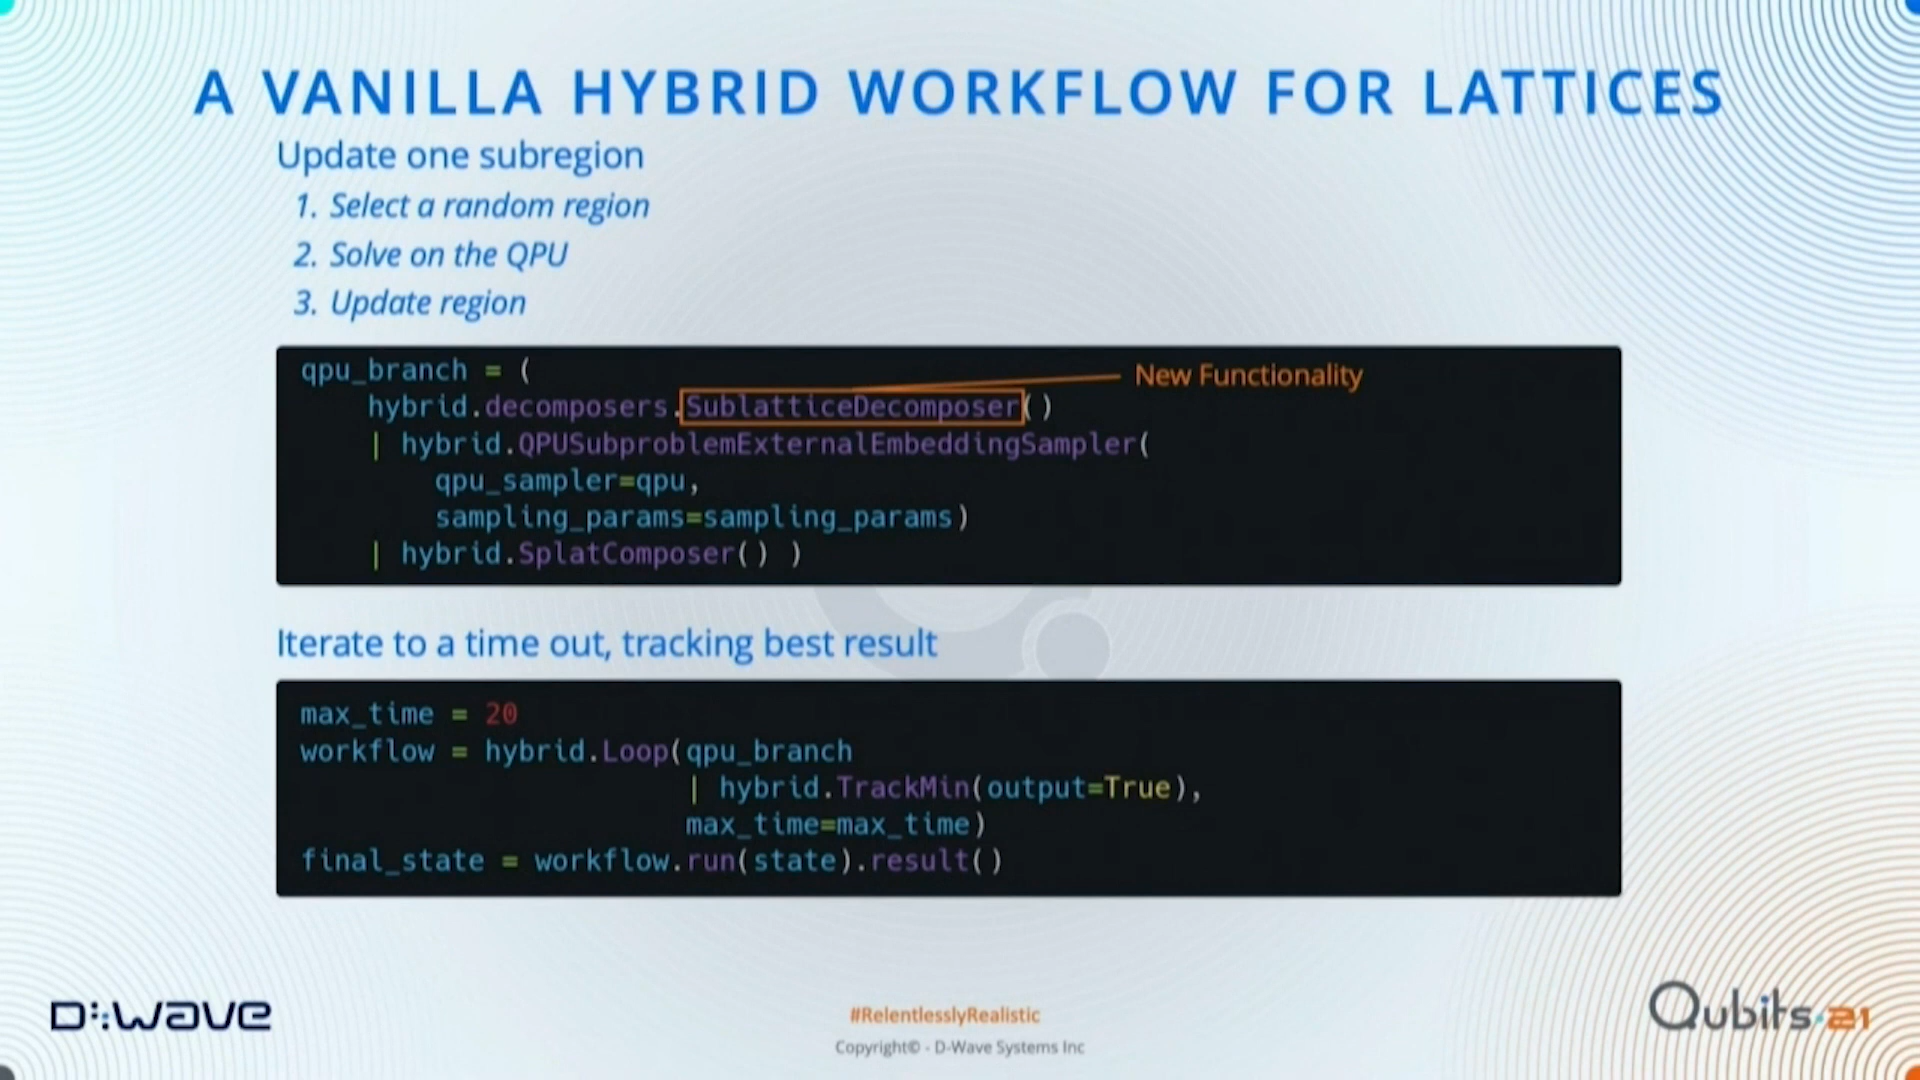 A VANILLA HYBRID WORKFLOW FOR LATTICES
Update one subregion
1. Select a random region
2. Solve on the QPU
3. Update region
qpu_branch = (
New Functionality
hybrid.decomposers.SublatticeDecomposer()
| hybrid.QPUSubproblemExternalEmbeddingSampler(
qpu_sampler=qpu,
sampling_params=sampling_params)
| hybrid.SplatComposer() )
Iterate to a time out, tracking best result
max_time = 20
workflow = hybrid.Loop(qpu_branch
| hybrid.TrackMin(output=True),
max_time=max_time)
final_state = workflow.run(state).result()
D:Wave
#RelentlesslyRealistic
Copyright© - D-Wave Systems Inc
Qubits.21